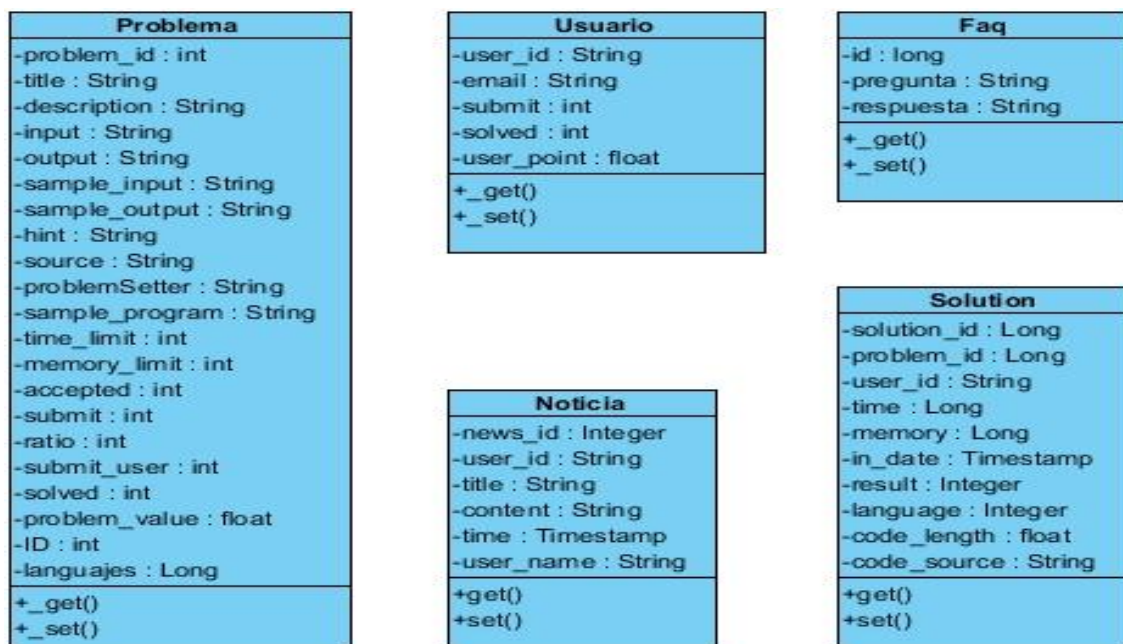 Problema
-problem_id : int
-title : String
-description : String
-input : String
-output : String
-sample_input : String
-sample_output : String
-hint : String
-source : String
-problemSetter : String
-sample_program : String
-time_limit : int
-memory_limit : int
-accepted : int
-submit : int
-ratio : int
-submit_user : int
-solved : int
-problem_value : float
-ID : int
-languajes : Long
+_get()
+_set()
Usuario
-user_id : String
-email : String
-submit : int
-solved : int
-user_point : float
+_get()
+_set()
Noticia
-news_id : Integer
-user_id : String
-title : String
-content : String
-time : Timestamp
-user_name : String
+get()
+set()
Faq
-id : long
-pregunta : String
-respuesta : String
+_get()
+_set()
Solution
-solution_id : Long
-problem_id : Long
-user_id : String
-time : Long
-memory : Long
-in_date : Timestamp
-result : Integer
-language : Integer
-code_length : float
-code_source : String
+get()
+set()